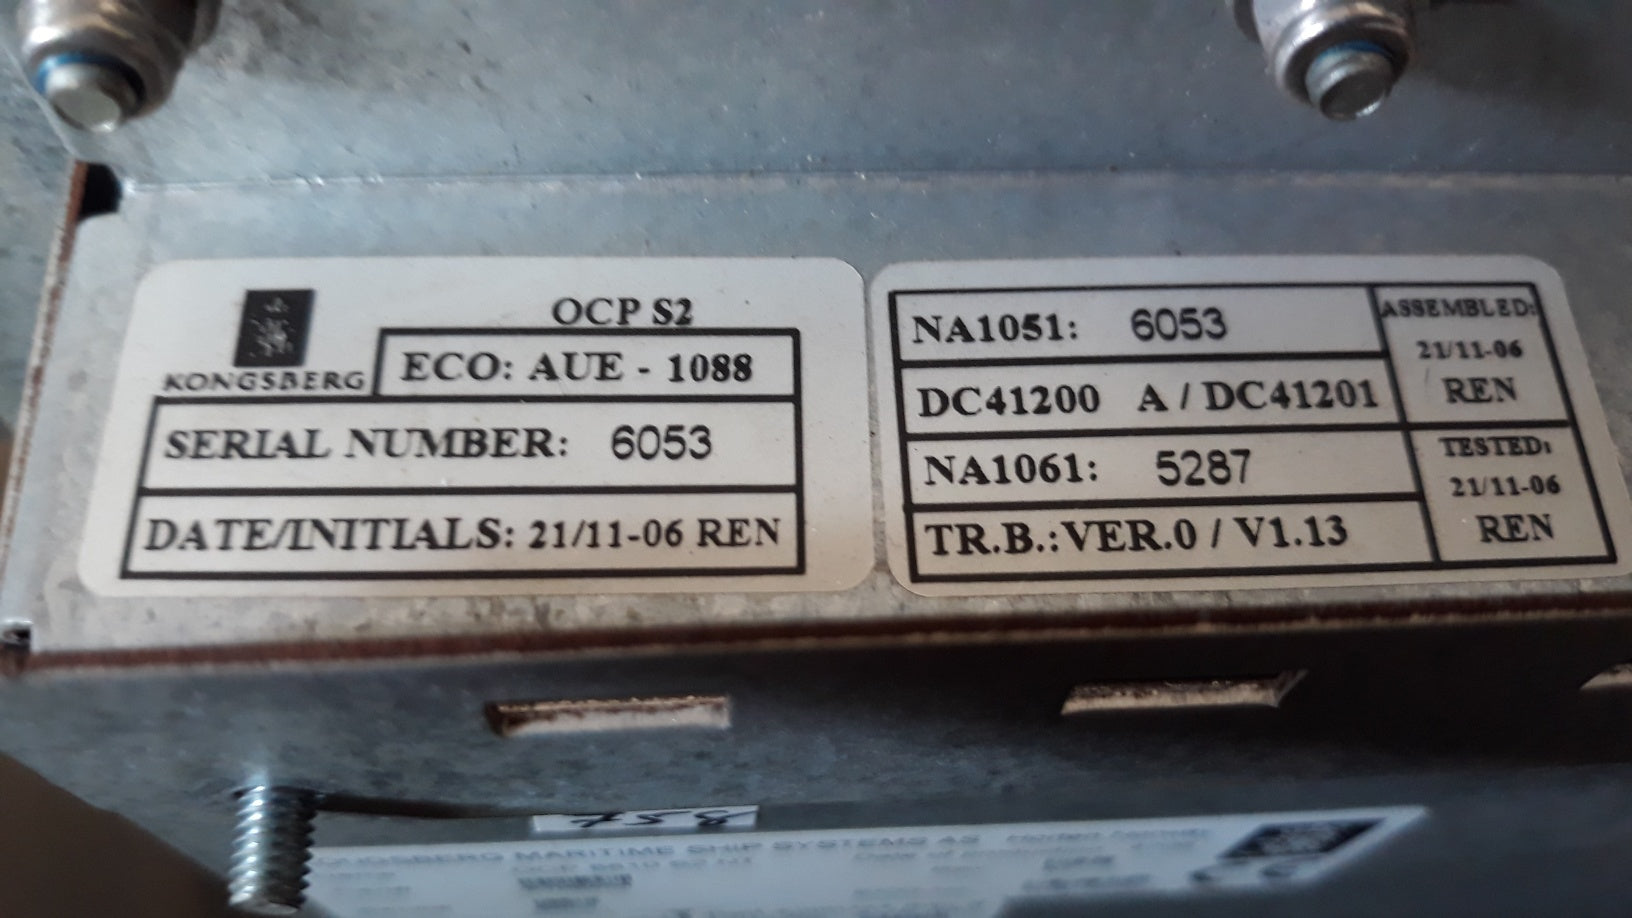 KONGSBERG
OCP S2
ECO: AUE - 1088
SERIAL NUMBER: 6053
DATE/INITIALS: 21/11-06 REN
NA1051: 6053
DC41200 A / DC41201
NA1061: 5287
TR.B.:VER.0 / V1.13
ASSEMBLED:
21/11-06
REN
TESTED:
21/11-06
REN
758
KONGSBERG MARITIME SHIP SYSTEMS AS